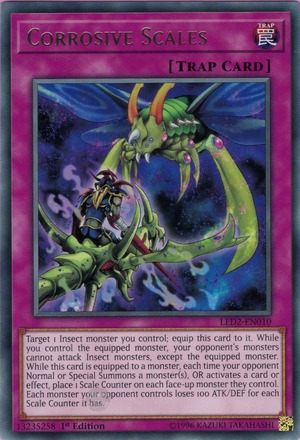 CORROSIVE SCALES
TRAP
罠
[TRAP CARD]
LED2-EN010
Target 1 Insect monster you control; equip this card to it. While
you control the equipped monster, your opponent's monsters
cannot attack Insect monsters, except the equipped monster.
While this card is equipped to a monster, each time your opponent
Normal or Special Summons a monster(s), OR activates a card or
effect, place 1 Scale Counter on each face-up monster they control.
Each monster your opponent controls loses 100 ATK/DEF for each
Scale Counter it has.
13235258 1st Edition ©1996 KAZUKI TAKAHASHI